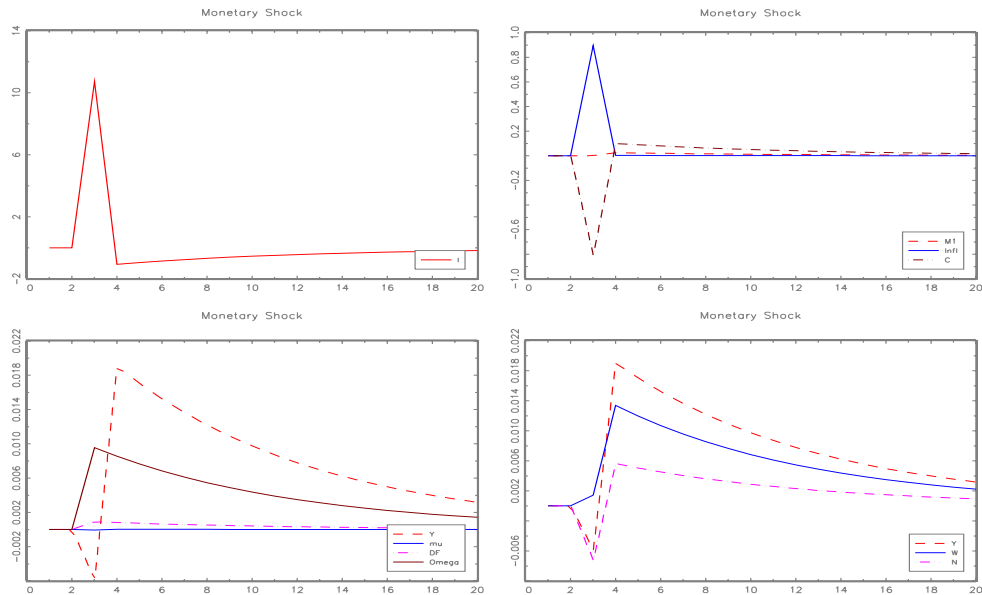 Monetary Shock
14
10
6
2
−2
0 2 4 6 8 10 12 14 16 18 20
I
Monetary Shock
1.0
0.8
0.6
0.4
0.2
−0.2
−0.6
−1.0
0 2 4 6 8 10 12 14 16 18 20
M1
Infl
C
Monetary Shock
0.022
0.018
0.014
0.010
0.006
0.002
−0.002
0 2 4 6 8 10 12 14 16 18 20
Y
mu
DF
Omega
Monetary Shock
0.022
0.018
0.014
0.010
0.006
0.002
−0.006
0 2 4 6 8 10 12 14 16 18 20
Y
W
N